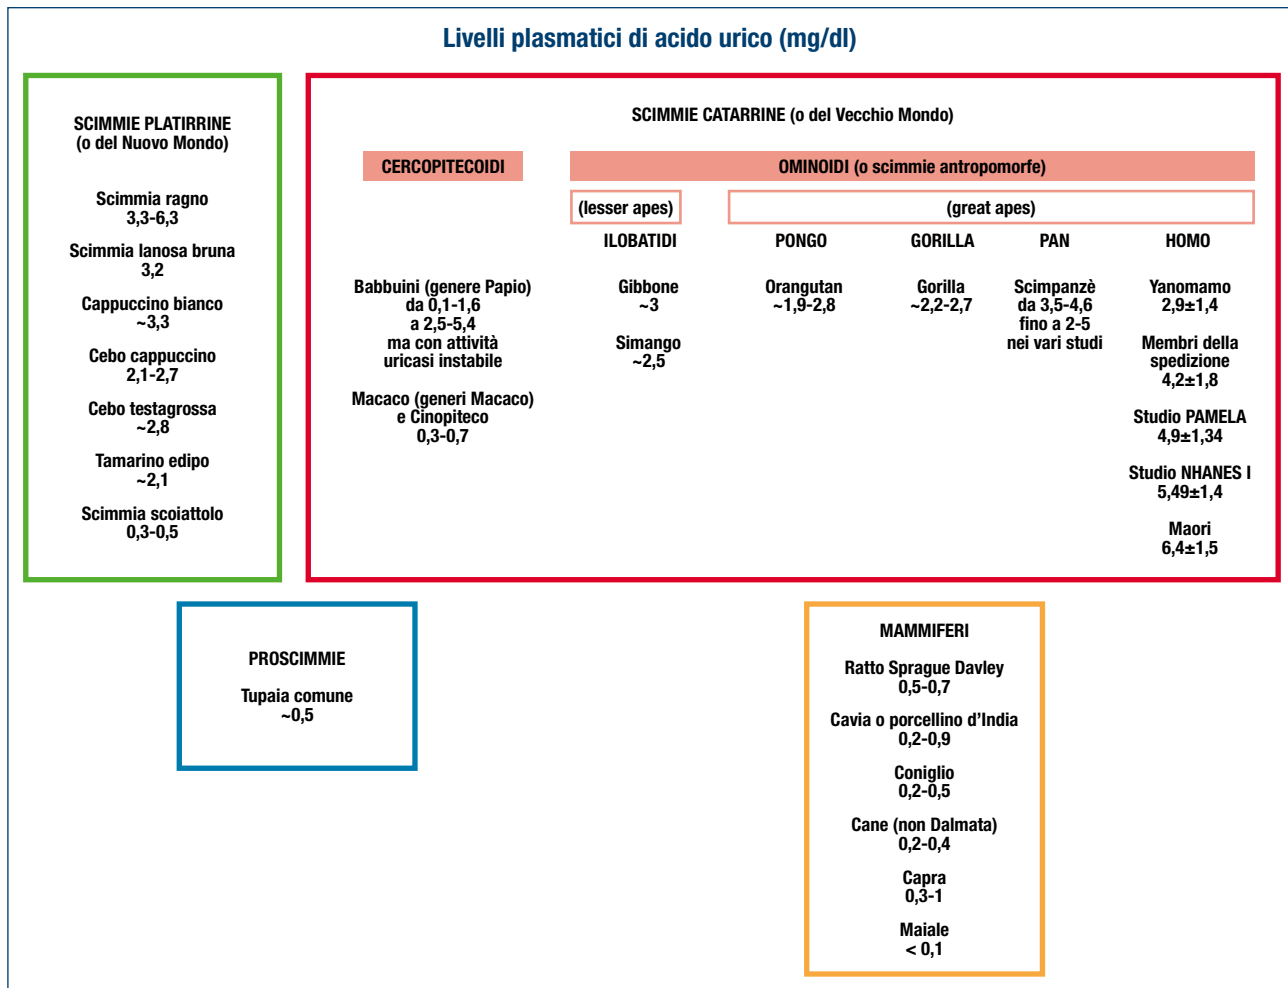 Livelli plasmatici di acido urico (mg/dl)
SCIMMIE PLATIRRINE
(o del Nuovo Mondo)
Scimmia ragno
3,3-6,3
Scimmia lanosa bruna
3,2
Cappuccino bianco
~3,3
Cebo cappuccino
2,1-2,7
Cebo testagrossa
~2,8
Tamarino edipo
~2,1
Scimmia scoiattolo
0,3-0,5
SCIMMIE CATARRINE (o del Vecchio Mondo)
CERCOPITECOIDI
Babbuini (genere Papio)
da 0,1-1,6
a 2,5-5,4
ma con attività
uricasi instabile
Macaco (generi Macaco)
e Cinopiteco
0,3-0,7
OMINOIDI (o scimmie antropomorfe)
(lesser apes)
ILOBATIDI
Gibbone
~3
Simango
~2,5
(great apes)
PONGO
Orangutan
~1,9-2,8
GORILLA
Gorilla
~2,2-2,7
PAN
Scimpanzè
da 3,5-4,6
fino a 2-5
nei vari studi
HOMO
Yanomamo
2,9±1,4
Membri della
spedizione
4,2±1,8
Studio PAMELA
4,9±1,34
Studio NHANES I
5,49±1,4
Maori
6,4±1,5
PROSCIMMIE
Tupaia comune
~0,5
MAMMIFERI
Ratto Sprague Davley
0,5-0,7
Cavia o porcellino d'India
0,2-0,9
Coniglio
0,2-0,5
Cane (non Dalmata)
0,2-0,4
Capra
0,3-1
Maiale
< 0,1